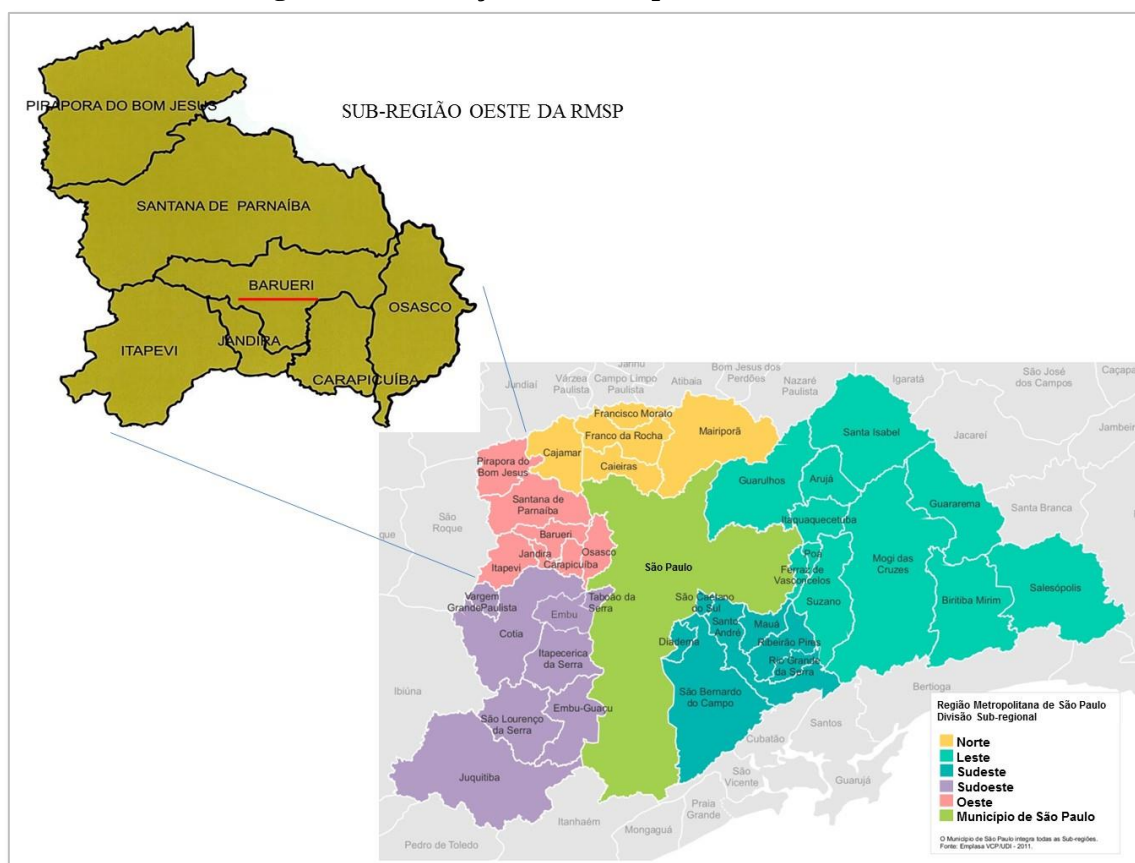 SUB-REGIÃO OESTE DA RMSP
PIRAPORA DO BOM JESUS
SANTANA DE PARNAÍBA
BARUERI
OSASCO
JANDIRA
ITAPEVI
CARAPICUÍBA
Jundiaí
Várzea
Paulista
Campo Limpo
Paulista
Atibaia
Bom Jesus dos
Perdões
Nazaré
Paulista
Igaratá
São José
dos Campos
Caçapa
Jambeir
Jacareí
Santa Branca
Francisco Morato
Franco da Rocha
Mairiporã
Cajamar
Caieiras
Santa Isabel
Guarulhos
Arujá
Guararema
Itaquaquecetuba
Pirapora do
Bom Jesus
Santana de
Parnaíba
São
Roque
que
Barueri
Jandira
Osasco
Itapevi
Carapicuíba
São Paulo
Poá
Ferraz de
Vasconcelos
Mogi das
Cruzes
Suzano
Biritiba Mirim
Salesópolis
Vargem
Grande Paulista
Cotia
Embu
Taboão da
Serra
Itapecerica
da Serra
São Caetano
do Sul
Santo
André
Mauá
Diadema
Ribeirão Pires
Rio Grande
da Serra
São Bernardo
do Campo
Ibiúna
São Lourenço
da Serra
Embu-Guaçu
Juquitiba
Bertioga
Santos
Cubatão
São
Vicente
Guarujá
Praia
Grande
Itanhaém
Mongaguá
Pedro de Toledo
Região Metropolitana de São Paulo
Divisão Sub-regional
Norte
Leste
Sudeste
Sudoeste
Oeste
Município de São Paulo
O Município de São Paulo integra todas as Sub-regiões.
Fonte: Emplasa VCP/UDI - 2011.